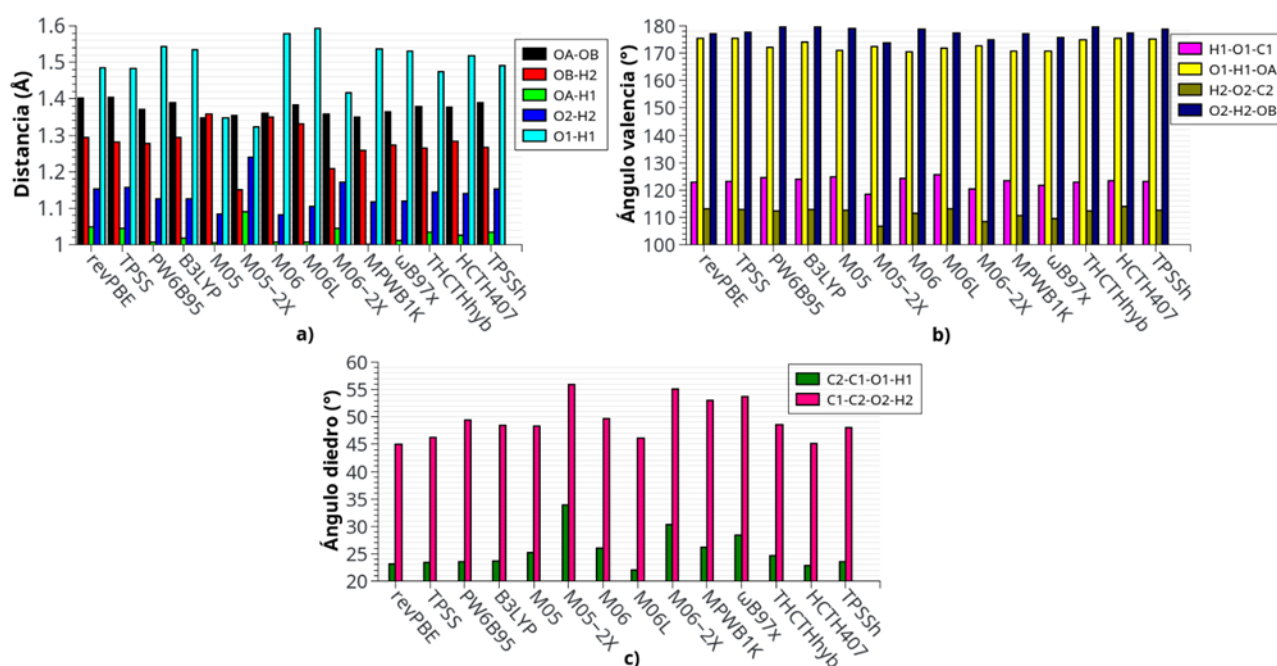 Distancia (Å)
1.6
1.5
1.4
1.3
1.2
1.1
1
OA-OB
OB-H2
OA-H1
O2-H2
O1-H1
revPBE
TPSS
PW6B95
B3LYP
M05
M05-2X
M06
M06L
M06-2X
MPWB1K
ωB97x
THCTHhyb
HCTH407
TPSSh
a)
Ángulo valencia (°)
180
170
160
150
140
130
120
110
100
H1-O1-C1
O1-H1-OA
H2-O2-C2
O2-H2-OB
revPBE
TPSS
PW6B95
B3LYP
M05
M05-2X
M06
M06L
M06-2X
MPWB1K
ωB97x
THCTHhyb
HCTH407
TPSSh
b)
Ángulo diedro (°)
60
55
50
45
40
35
30
25
20
C2-C1-O1-H1
C1-C2-O2-H2
revPBE
TPSS
PW6B95
B3LYP
M05
M05-2X
M06
M06L
M06-2X
MPWB1K
ωB97x
THCTHhyb
HCTH407
TPSSh
c)